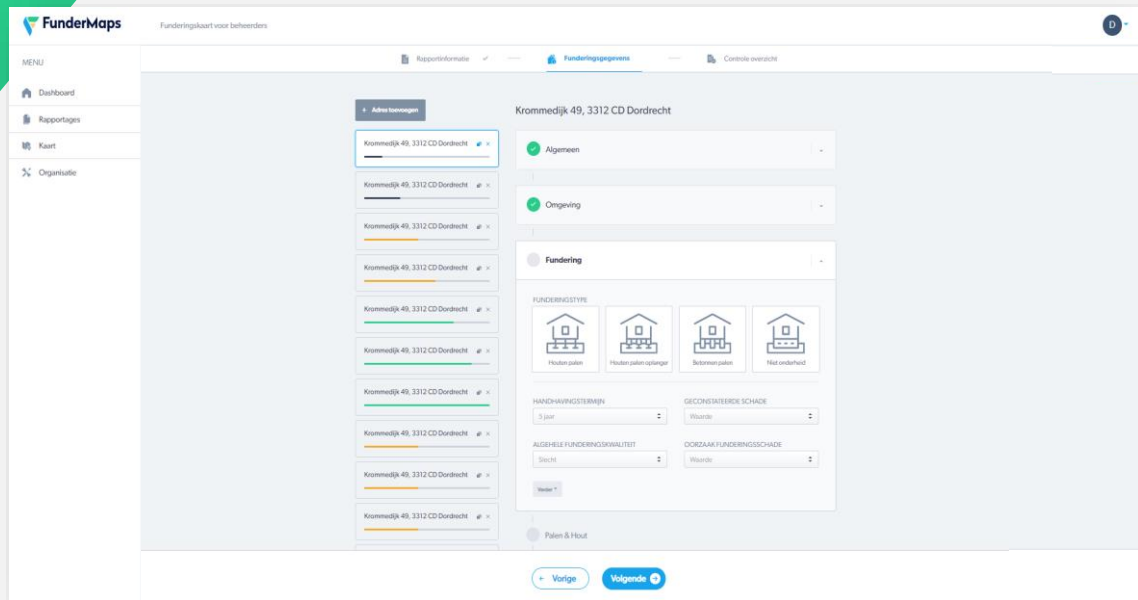 FunderMaps
Funderingskaart voor beheerders
D
MENU
Dashboard
Rapportages
Kaart
Organisatie
Rapportinformatie
Funderingsgegevens
Controle overzicht
+ Adres toevoegen
Krommedijk 49, 3312 CD Dordrecht
Krommedijk 49, 3312 CD Dordrecht
Krommedijk 49, 3312 CD Dordrecht
Krommedijk 49, 3312 CD Dordrecht
Krommedijk 49, 3312 CD Dordrecht
Krommedijk 49, 3312 CD Dordrecht
Krommedijk 49, 3312 CD Dordrecht
Krommedijk 49, 3312 CD Dordrecht
Krommedijk 49, 3312 CD Dordrecht
Krommedijk 49, 3312 CD Dordrecht
Krommedijk 49, 3312 CD Dordrecht
Algemeen
Omgeving
Fundering
FUNDERINGSTYPE
Houten palen
Houten palen oplanger
Betonnen palen
Niet onderheid
HANDHAVINGSTERMIJN
GECONSTATEERDE SCHADE
5 jaar
Waarde
ALGEHELE FUNDERINGSKWALITEIT
OORZAAK FUNDERINGSSCHADE
Slecht
Waarde
Verder
Palen & Hout
Vorige
Volgende